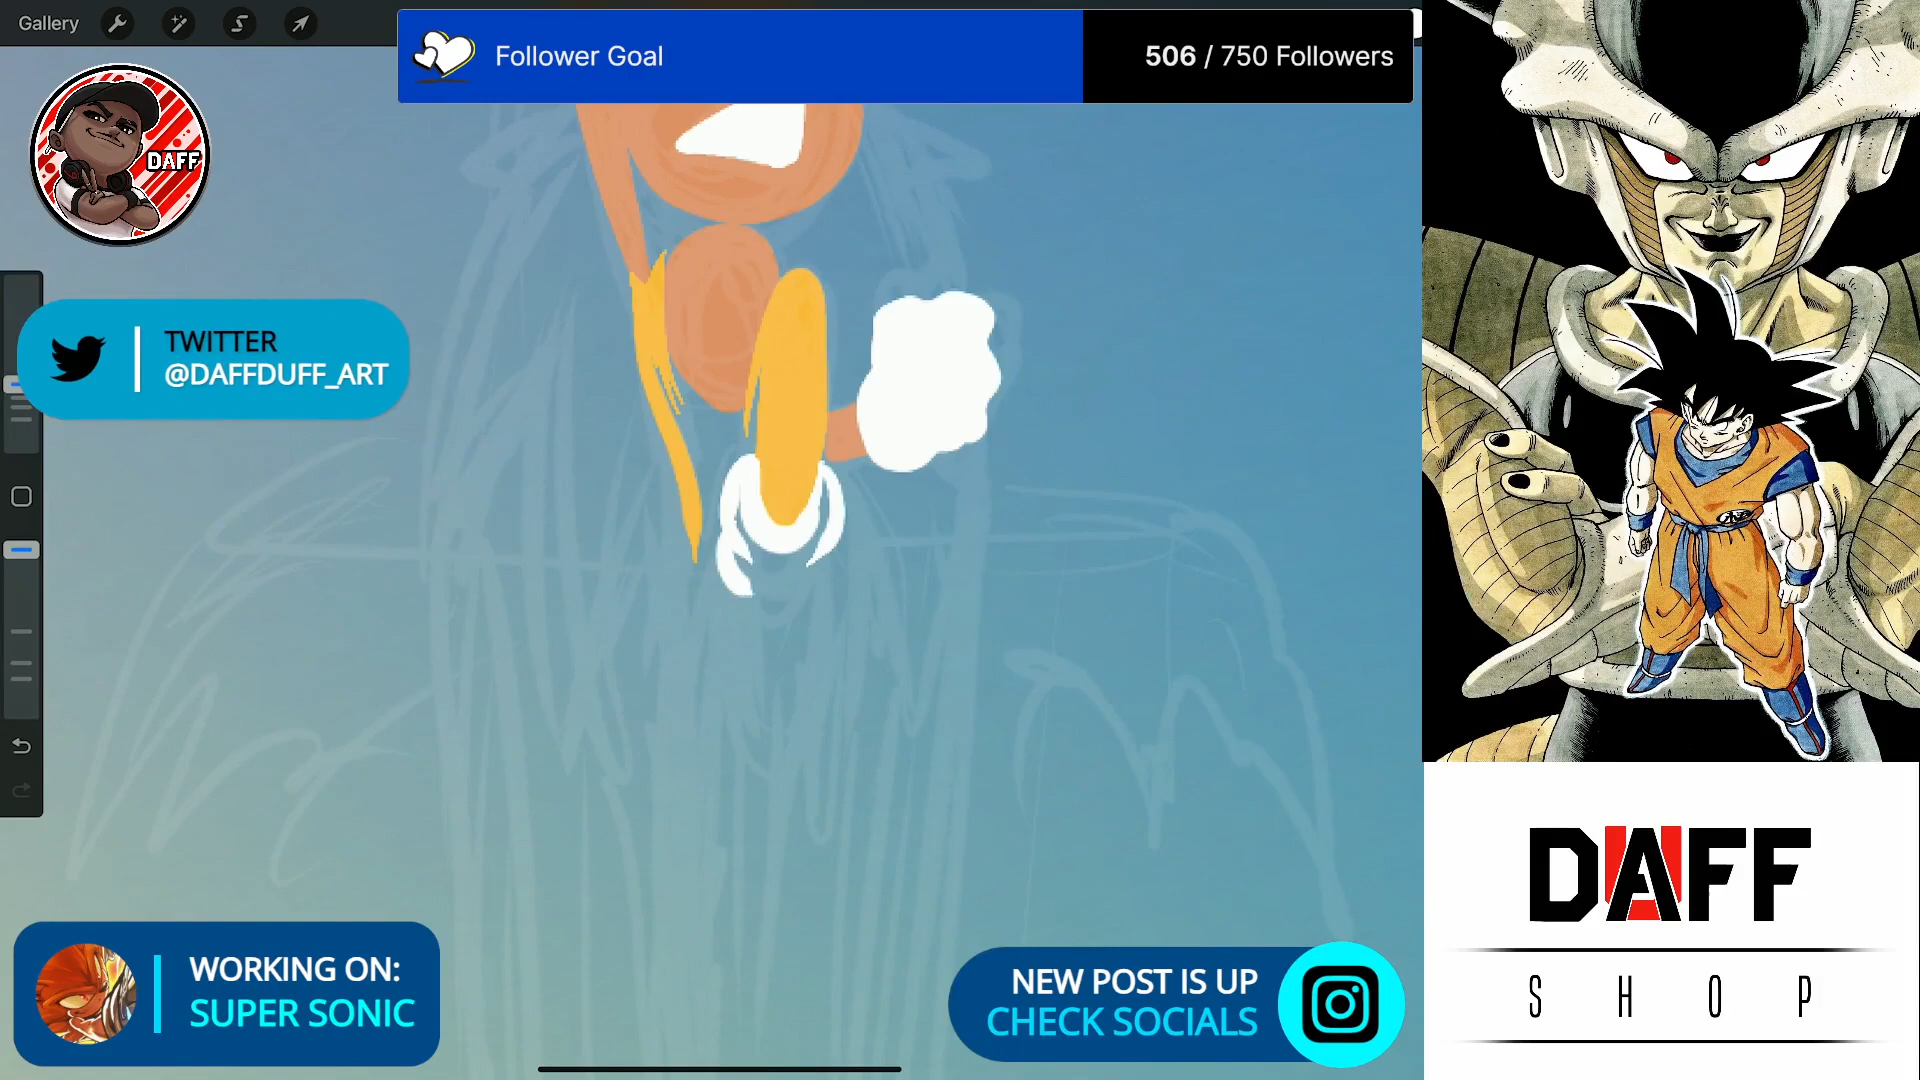 Gallery
Follower Goal
506 / 750 Followers
DAFF
TWITTER
@DAFFDUFF_ART
WORKING ON:
SUPER SONIC
NEW POST IS UP
CHECK SOCIALS
DAFF
SHOP